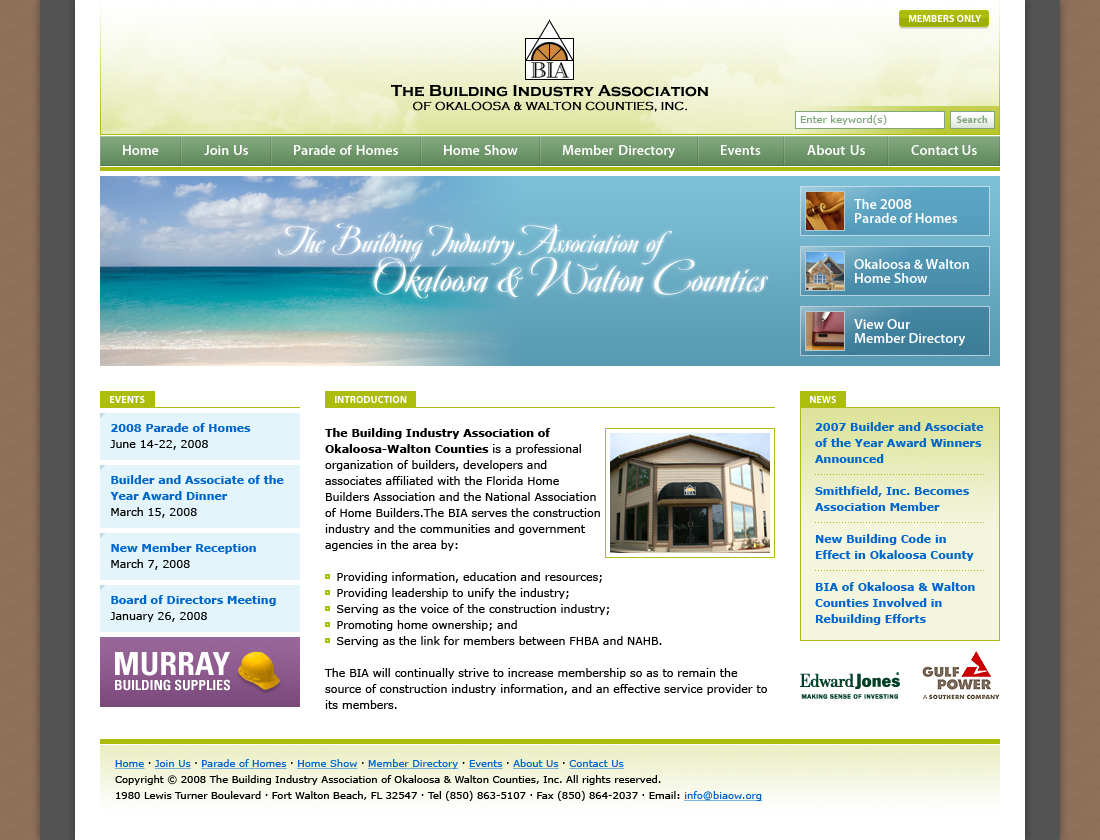 MEMBERS ONLY
BIA
The Building Industry Association
of Okaloosa & Walton Counties, Inc.
Enter keyword(s)
Search
Home
Join Us
Parade of Homes
Home Show
Member Directory
Events
About Us
Contact Us
The Building Industry Association of
Okaloosa & Walton Counties
The 2008
Parade of Homes
Okaloosa & Walton
Home Show
View Our
Member Directory
EVENTS
2008 Parade of Homes
June 14-22, 2008
Builder and Associate of the
Year Award Dinner
March 15, 2008
New Member Reception
March 7, 2008
Board of Directors Meeting
January 26, 2008
MURRAY
BUILDING SUPPLIES
INTRODUCTION
The Building Industry Association of
Okaloosa-Walton Counties is a professional
organization of builders, developers and
associates affiliated with the Florida Home
Builders Association and the National Association
of Home Builders.The BIA serves the construction
industry and the communities and government
agencies in the area by:
Providing information, education and resources;
Providing leadership to unify the industry;
Serving as the voice of the construction industry;
Promoting home ownership; and
Serving as the link for members between FHBA and NAHB.
The BIA will continually strive to increase membership so as to remain the
source of construction industry information, and an effective service provider to
its members.
NEWS
2007 Builder and Associate
of the Year Award Winners
Announced
Smithfield, Inc. Becomes
Association Member
New Building Code in
Effect in Okaloosa County
BIA of Okaloosa & Walton
Counties Involved in
Rebuilding Efforts
Edward Jones
MAKING SENSE OF INVESTING
GULF
POWER
A SOUTHERN COMPANY
Home · Join Us · Parade of Homes · Home Show · Member Directory · Events · About Us · Contact Us
Copyright © 2008 The Building Industry Association of Okaloosa & Walton Counties, Inc. All rights reserved.
1980 Lewis Turner Boulevard · Fort Walton Beach, FL 32547 · Tel (850) 863-5107 · Fax (850) 864-2037 · Email: info@biaow.org